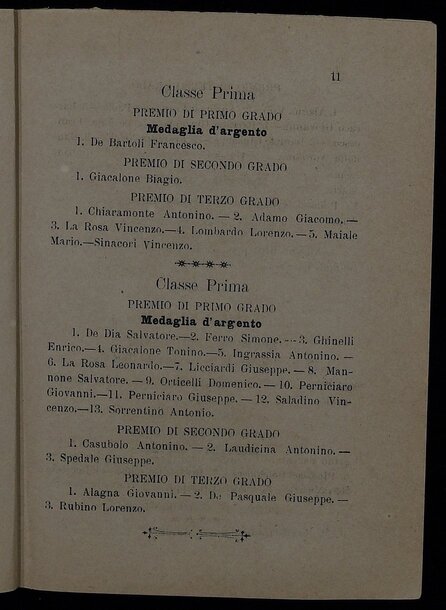 11
Classe Prima
PREMIO DI PRIMO GRADO
Medaglia d'argento
1. De Bartoli Francesco.
PREMIO DI SECONDO GRADO
1. Giacalone Biagio.
PREMIO DI TERZO GRADO
1. Chiaramonte Antonino. — 2. Adamo Giacomo. —
3. La Rosa Vincenzo.—4. Lombardo Lorenzo.—5. Maiale
Mario.—Sinacori Vincenzo.
Classe Prima
PREMIO DI PRIMO GRADO
Medaglia d'argento
1. De Dia Salvatore.—2. Ferro Simone. — 3. Ghinelli
Enrico.—4. Giacalone Tonino.—5. Ingrassia Antonino. —
6. La Rosa Leonardo.—7. Licciardi Giuseppe. — 8. Man-
none Salvatore. — 9. Orticelli Domenico. — 10. Perniciaro
Giovanni.—11. Perniciaro Giuseppe. — 12. Saladino Vin-
cenzo.—13. Sorrentino Antonio.
PREMIO DI SECONDO GRADO
1. Casubolo Antonino. — 2. Laudicina Antonino. —
3. Spedale Giuseppe.
PREMIO DI TERZO GRADO
1. Alagna Giovanni. — 2. De Pasquale Giuseppe. —
3. Rubino Lorenzo.